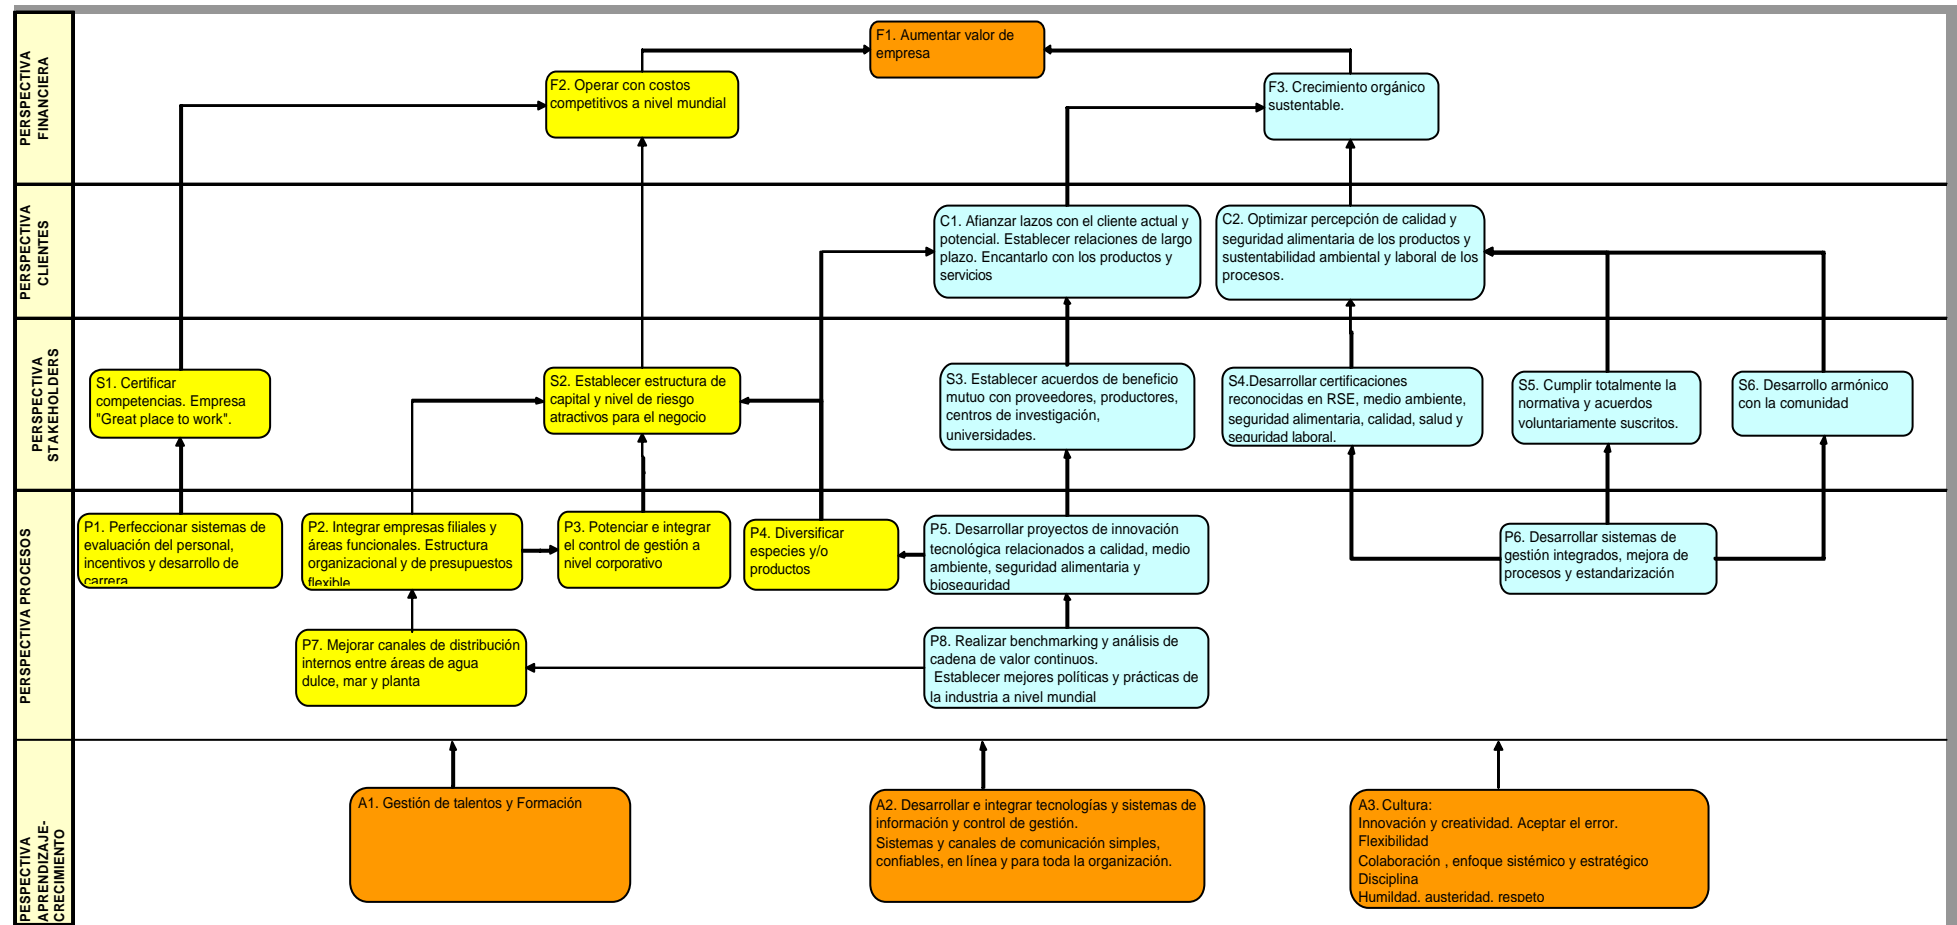 PERSPECTIVA
FINANCIERA
F1. Aumentar valor de
empresa
F2. Operar con costos
competitivos a nivel mundial
F3. Crecimiento orgánico
sustentable.
PERSPECTIVA
CLIENTES
C1. Afianzar lazos con el cliente actual y
potencial. Establecer relaciones de largo
plazo. Encantarlo con los productos y
servicios
C2. Optimizar percepción de calidad y
seguridad alimentaria de los productos y
sustentabilidad ambiental y laboral de los
procesos.
PERSPECTIVA
STAKEHOLDERS
S1. Certificar
competencias. Empresa
"Great place to work".
S2. Establecer estructura de
capital y nivel de riesgo
atractivos para el negocio
S3. Establecer acuerdos de beneficio
mutuo con proveedores, productores,
centros de investigación,
universidades.
S4.Desarrollar certificaciones
reconocidas en RSE, medio ambiente,
seguridad alimentaria, calidad, salud y
seguridad laboral.
S5. Cumplir totalmente la
normativa y acuerdos
voluntariamente suscritos.
S6. Desarrollo armónico
con la comunidad
PERSPECTIVA PROCESOS
P1. Perfeccionar sistemas de
evaluación del personal,
incentivos y desarrollo de
carrera
P2. Integrar empresas filiales y
áreas funcionales. Estructura
organizacional y de presupuestos
flexible
P3. Potenciar e integrar
el control de gestión a
nivel corporativo
P4. Diversificar
especies y/o
productos
P5. Desarrollar proyectos de innovación
tecnológica relacionados a calidad, medio
ambiente, seguridad alimentaria y
bioseguridad
P6. Desarrollar sistemas de
gestión integrados, mejora de
procesos y estandarización
P7. Mejorar canales de distribución
internos entre áreas de agua
dulce, mar y planta
P8. Realizar benchmarking y análisis de
cadena de valor continuos.
Establecer mejores políticas y prácticas de
la industria a nivel mundial
PESPECTIVA
APRENDIZAJE-
CRECIMIENTO
A1. Gestión de talentos y Formación
A2. Desarrollar e integrar tecnologías y sistemas de
información y control de gestión.
Sistemas y canales de comunicación simples,
confiables, en línea y para toda la organización.
A3. Cultura:
Innovación y creatividad. Aceptar el error.
Flexibilidad
Colaboración , enfoque sistémico y estratégico
Disciplina
Humildad, austeridad, respeto